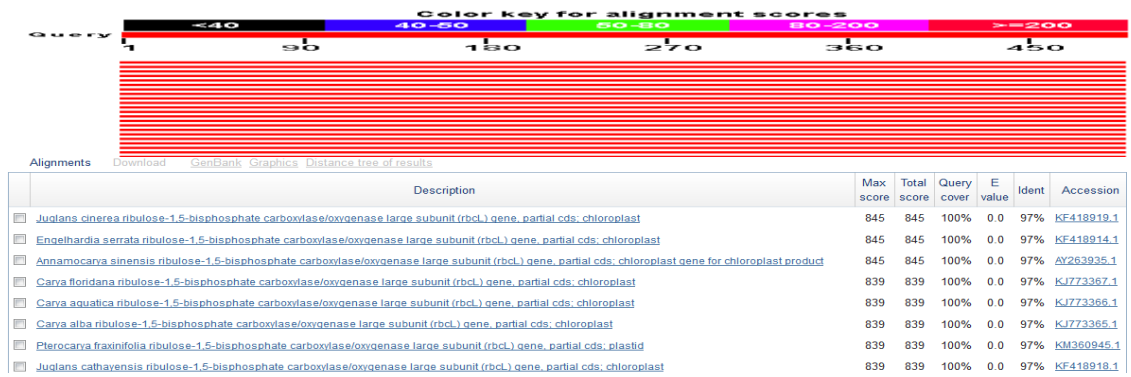 Color key for alignment scores
<40 40-50 50-80 80-200 >=200
Query
1 90 180 270 360 450
Alignments Download GenBank Graphics Distance tree of results
Description Max score Total score Query cover E value Ident Accession
Juglans cinerea ribulose-1,5-bisphosphate carboxylase/oxygenase large subunit (rbcL) gene, partial cds; chloroplast 845 845 100% 0.0 97% KF418919.1
Engelhardia serrata ribulose-1,5-bisphosphate carboxylase/oxygenase large subunit (rbcL) gene, partial cds; chloroplast 845 845 100% 0.0 97% KF418914.1
Annamocarya sinensis ribulose-1,5-bisphosphate carboxylase/oxygenase large subunit (rbcL) gene, partial cds; chloroplast gene for chloroplast product 845 845 100% 0.0 97% AY263935.1
Carya floridana ribulose-1,5-bisphosphate carboxylase/oxygenase large subunit (rbcL) gene, partial cds; chloroplast 839 839 100% 0.0 97% KJ773367.1
Carya aquatica ribulose-1,5-bisphosphate carboxylase/oxygenase large subunit (rbcL) gene, partial cds; chloroplast 839 839 100% 0.0 97% KJ773366.1
Carya alba ribulose-1,5-bisphosphate carboxylase/oxygenase large subunit (rbcL) gene, partial cds; chloroplast 839 839 100% 0.0 97% KJ773365.1
Pterocarya fraxinifolia ribulose-1,5-bisphosphate carboxylase/oxygenase large subunit (rbcL) gene, partial cds; plastid 839 839 100% 0.0 97% KM360945.1
Juglans cathayensis ribulose-1,5-bisphosphate carboxylase/oxygenase large subunit (rbcL) gene, partial cds; chloroplast 839 839 100% 0.0 97% KF418918.1